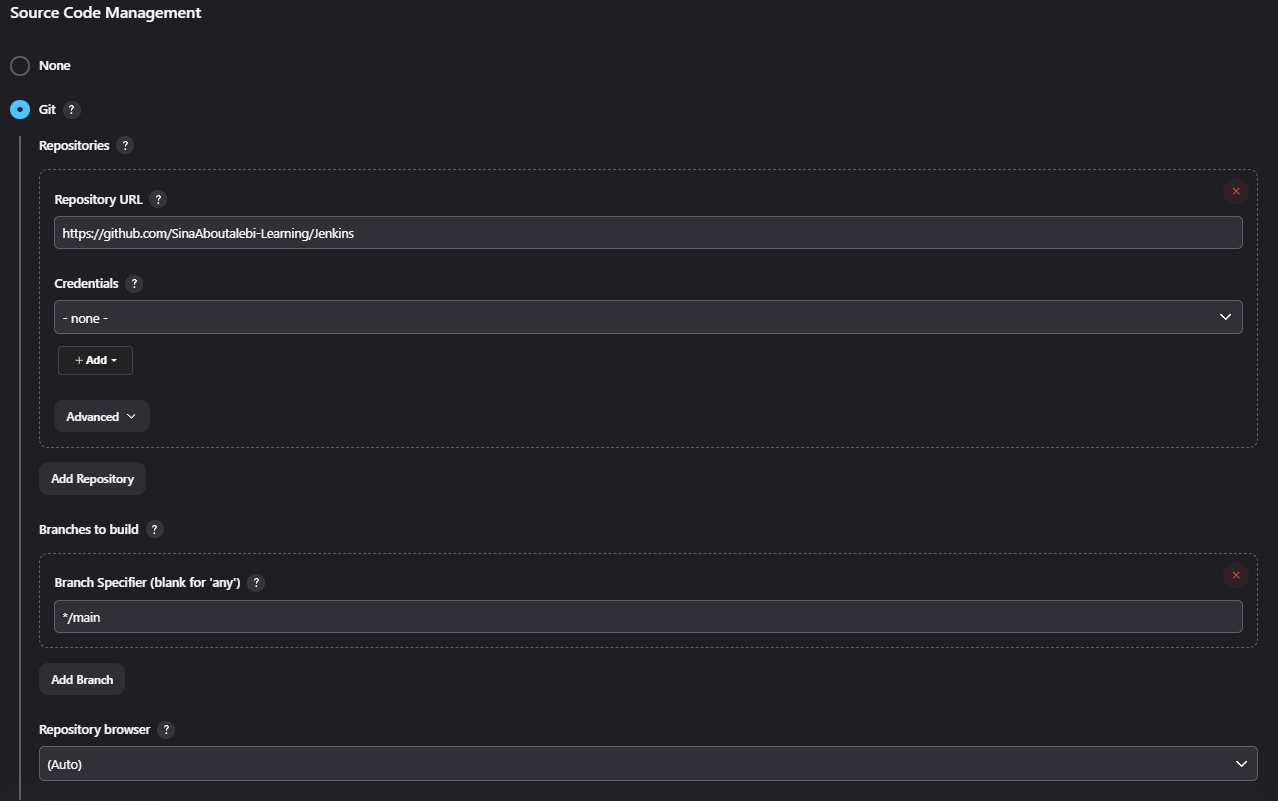 Source Code Management
None
Git ?
Repositories ?
Repository URL ?
https://github.com/SinaAboutalebi-Learning/Jenkins
Credentials ?
- none -
+ Add
Advanced
Add Repository
Branches to build ?
Branch Specifier (blank for 'any') ?
*/main
Add Branch
Repository browser ?
(Auto)